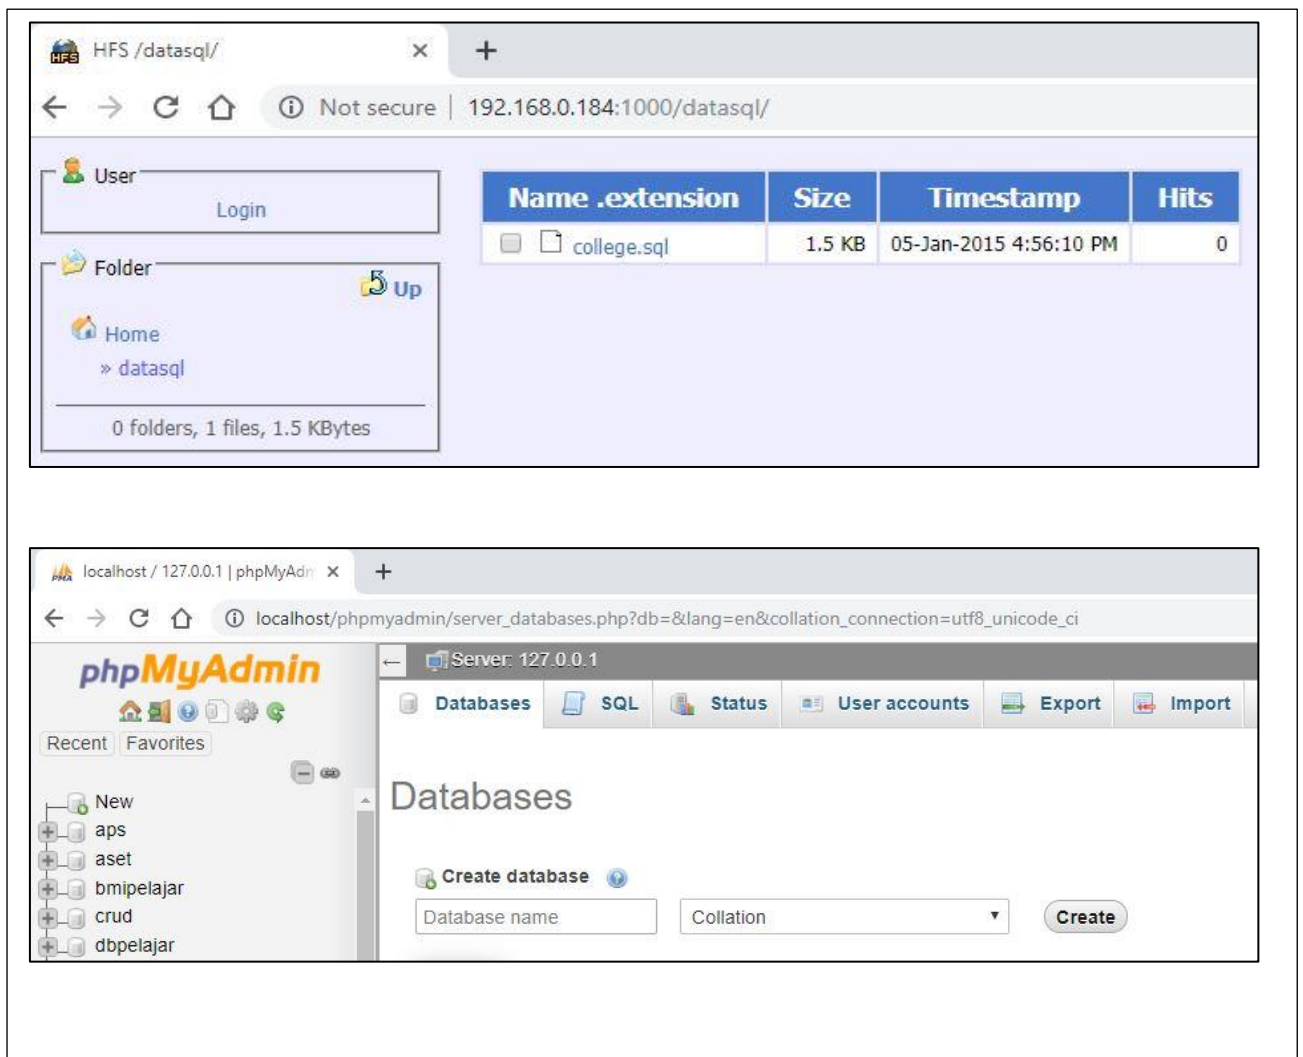 HFS /datasql/
Not secure | 192.168.0.184:1000/datasql/
User
Login
Folder
Up
Home
» datasql
0 folders, 1 files, 1.5 KBytes
Name .extension Size Timestamp Hits
college.sql 1.5 KB 05-Jan-2015 4:56:10 PM 0
localhost / 127.0.0.1 | phpMyAdm
localhost/phpmyadmin/server_databases.php?db=&lang=en&collation_connection=utf8_unicode_ci
phpMyAdmin
Recent Favorites
New
aps
aset
bmipelajar
crud
dbpelajar
Server: 127.0.0.1
Databases SQL Status User accounts Export Import
Databases
Create database
Database name Collation Create